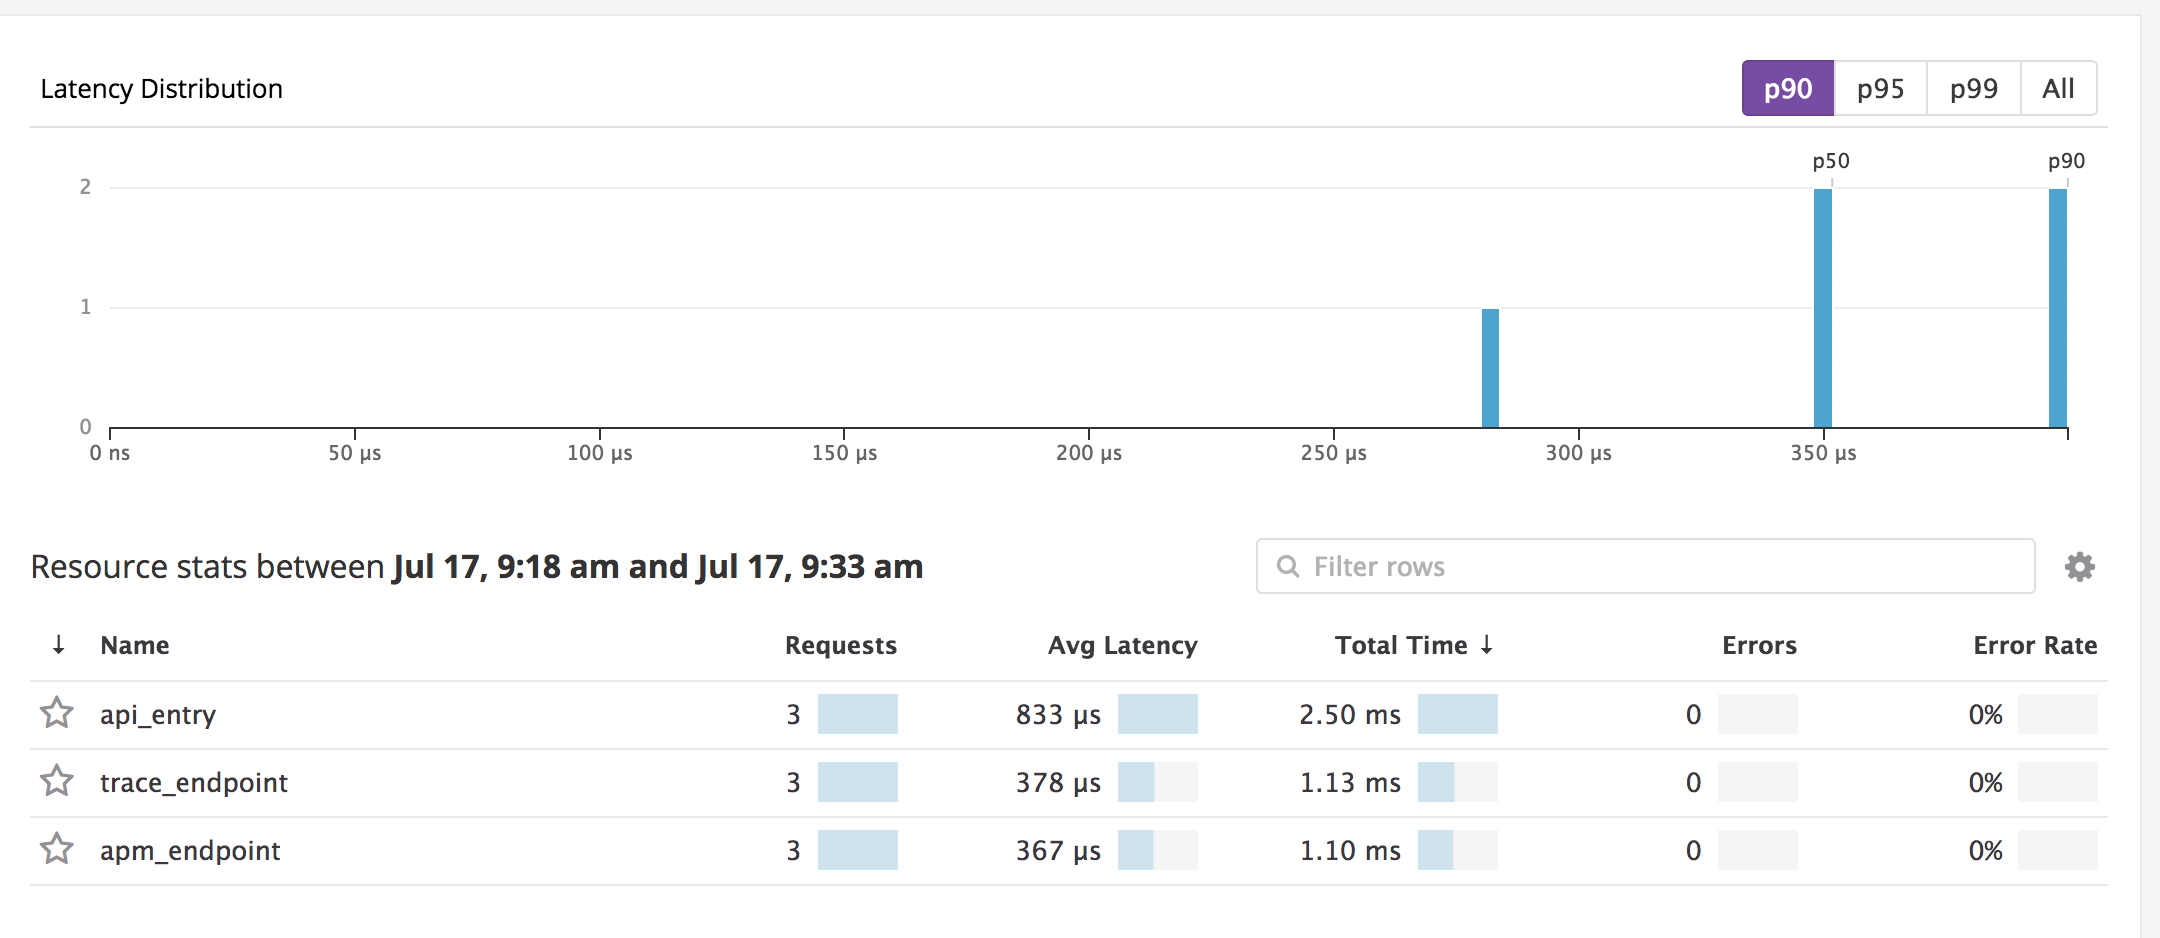 Latency Distribution
p90 p95 p99 All
p50 p90
2
1
0
0 ns 50 µs 100 µs 150 µs 200 µs 250 µs 300 µs 350 µs
Resource stats between Jul 17, 9:18 am and Jul 17, 9:33 am
Filter rows
↓ Name Requests Avg Latency Total Time ↓ Errors Error Rate
api_entry 3 833 µs 2.50 ms 0 0%
trace_endpoint 3 378 µs 1.13 ms 0 0%
apm_endpoint 3 367 µs 1.10 ms 0 0%